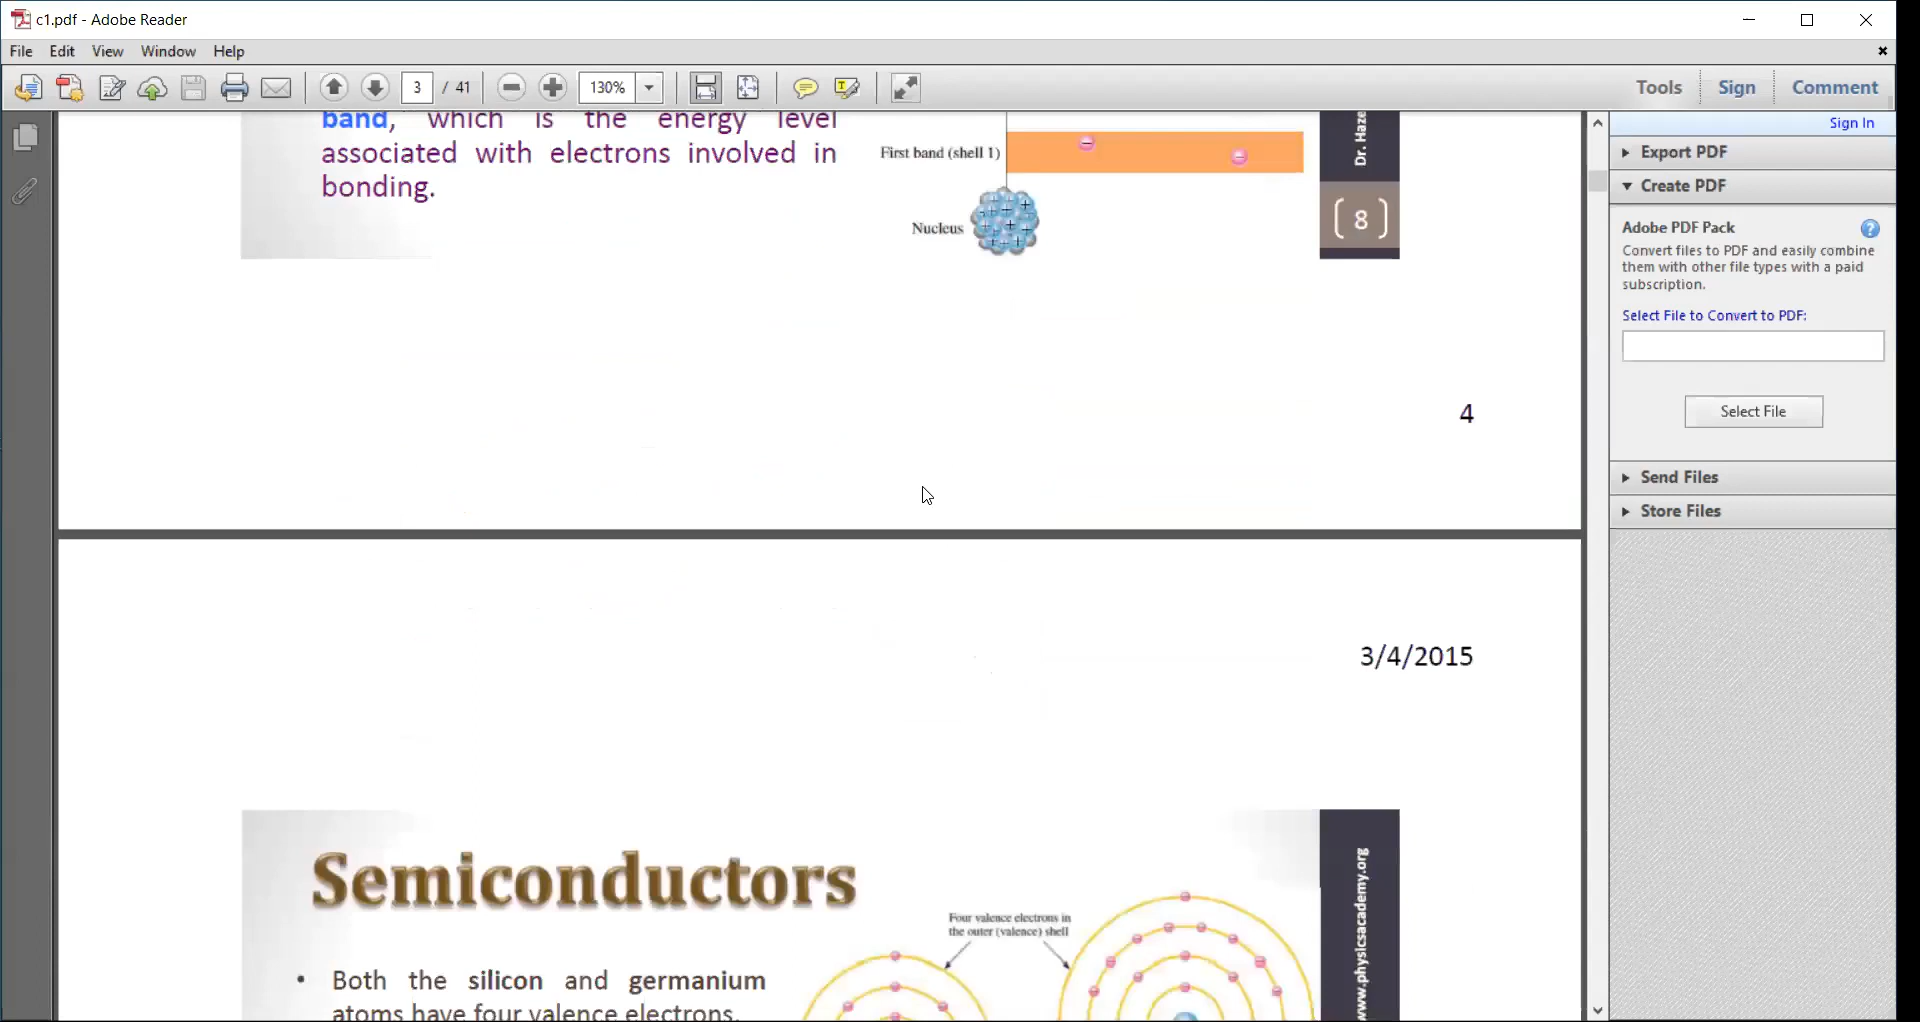 c1.pdf - Adobe Reader
File Edit View Window Help
3 / 41 130% Tools Sign Comment
Sign In
Export PDF
Create PDF
Adobe PDF Pack
Convert files to PDF and easily combine
them with other file types with a paid
subscription.
Select File to Convert to PDF:
Select File
Send Files
Store Files
band, which is the energy level
associated with electrons involved in
bonding.
First band (shell 1)
Nucleus
Dr. Haze
8
4
3/4/2015
Semiconductors
Four valence electrons in
the outer (valence) shell
• Both the silicon and germanium
atoms have four valence electrons.
www.physicsacademy.org